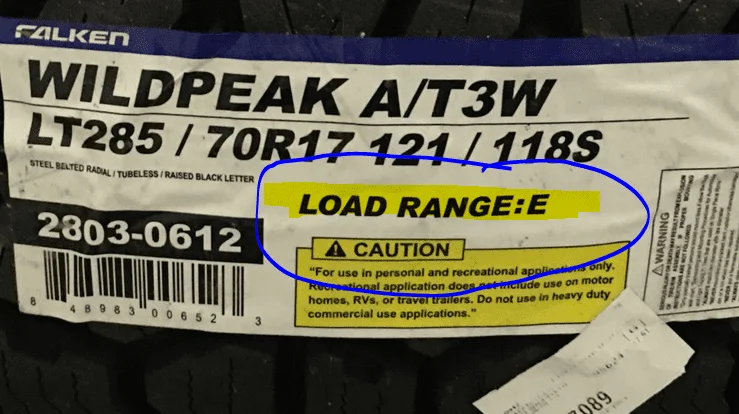 FALKEN
WILDPEAK A/T3W
LT285 / 70R17 121 / 118S
STEEL BELTED RADIAL / TUBELESS / RAISED BLACK LETTER
LOAD RANGE:E
2803-0612
CAUTION
"For use in personal and recreational applications only.
Recreational application does not include use on motor
homes, RVs, or travel trailers. Do not use in heavy duty
commercial use applications."
8 48983 00652 3
WARNING